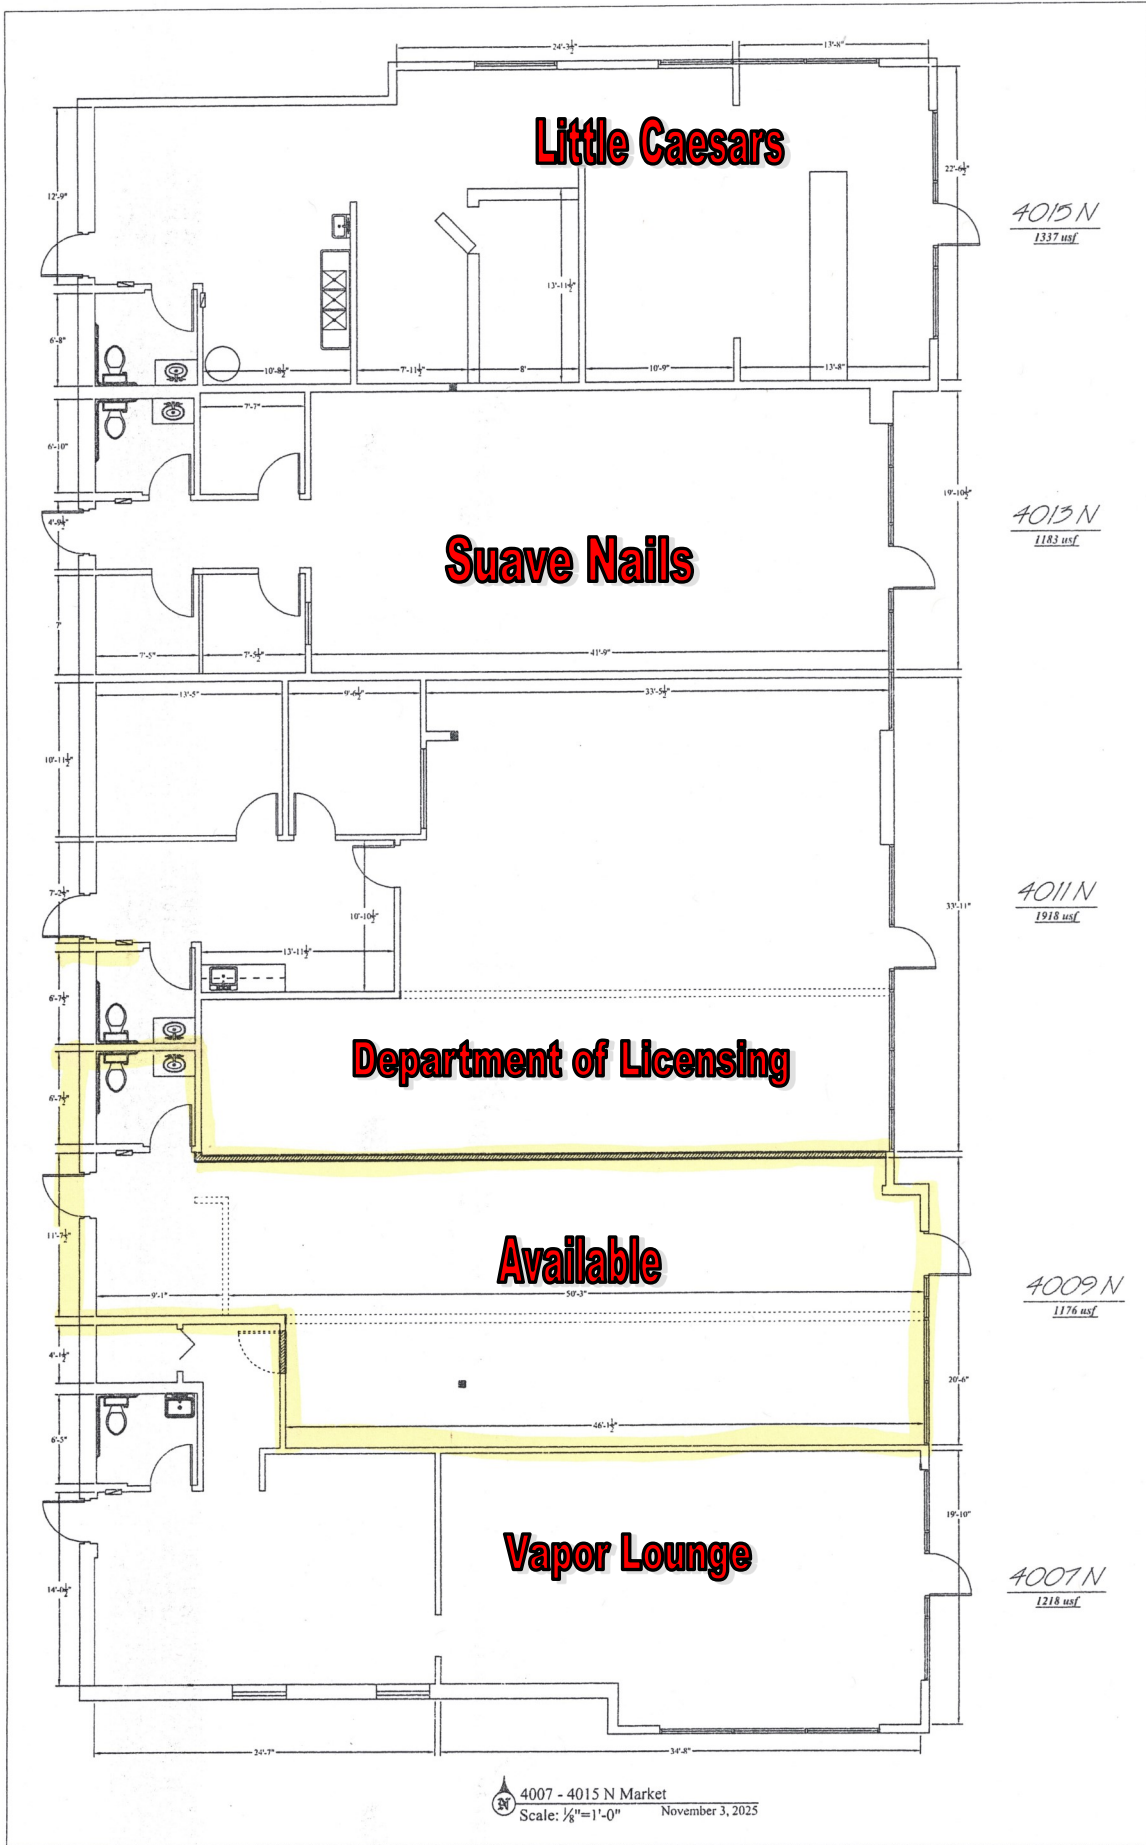 24'-3½"
13'-8"
Little Caesars
12'-9"
22'-6½"
4015 N
1337 usf
13'-11½"
6'-8"
10'-8½"
7'-11½"
8'
10'-9"
13'-8"
7'-7"
6'-10"
19'-10½"
4'-9½"
4013 N
1183 usf
Suave Nails
7'
7'-5"
7'-5½"
41'-9"
13'-5"
9'-6½"
33'-5½"
10'-11½"
7'-2½"
4011 N
1918 usf
33'-11"
10'-10½"
13'-11½"
6'-7½"
Department of Licensing
6'-7½"
11'-7½"
Available
9'-1"
50'-3"
4009 N
1176 usf
4'-1½"
20'-6"
46'-1½"
6'-5"
19'-10"
Vapor Lounge
14'-0½"
4007 N
1218 usf
24'-7"
34'-8"
N
4007 - 4015 N Market
Scale: ⅛"=1'-0"
November 3, 2025